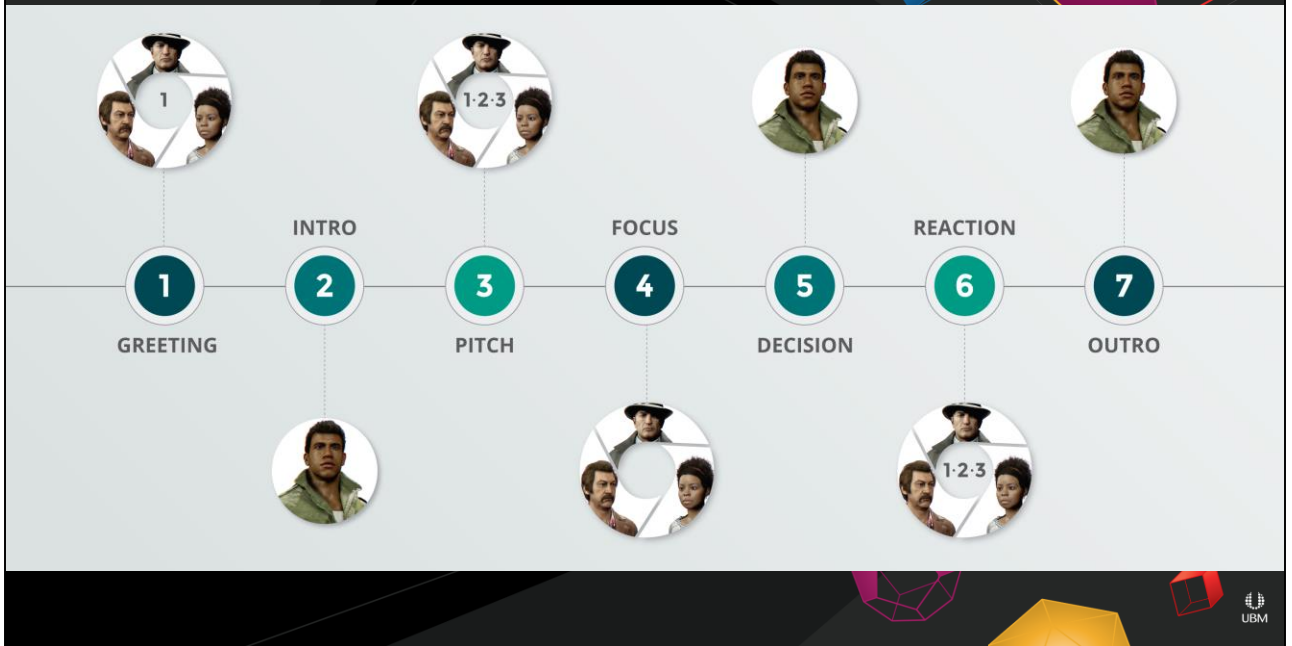 1
1·2·3
INTRO
FOCUS
REACTION
1
2
3
4
5
6
7
GREETING
PITCH
DECISION
OUTRO
1·2·3
UBM